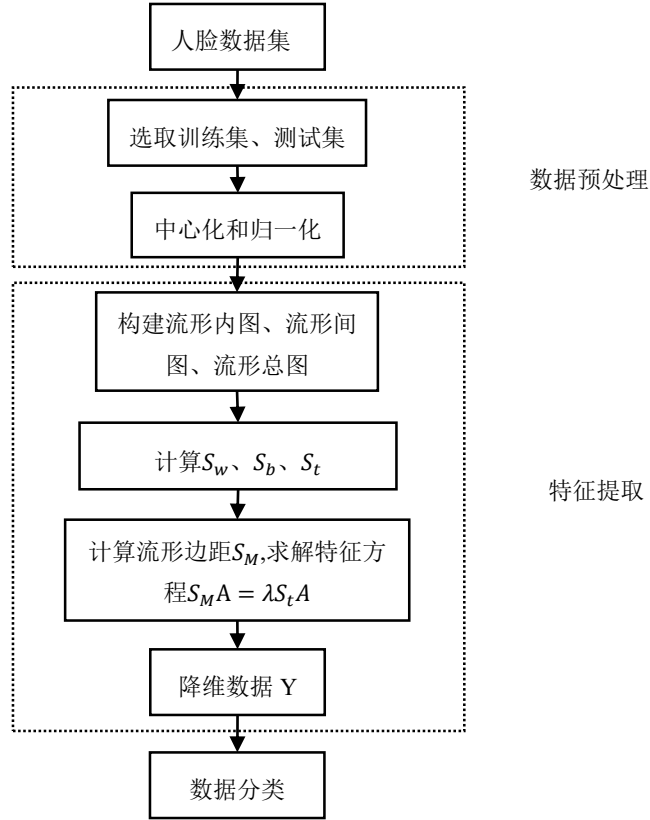 人脸数据集
选取训练集、测试集
数据预处理
中心化和归一化
构建流形内图、流形间
图、流形总图
计算S_w、S_b、S_t
特征提取
计算流形边距S_M,求解特征方
程S_MA = λS_tA
降维数据 Y
数据分类